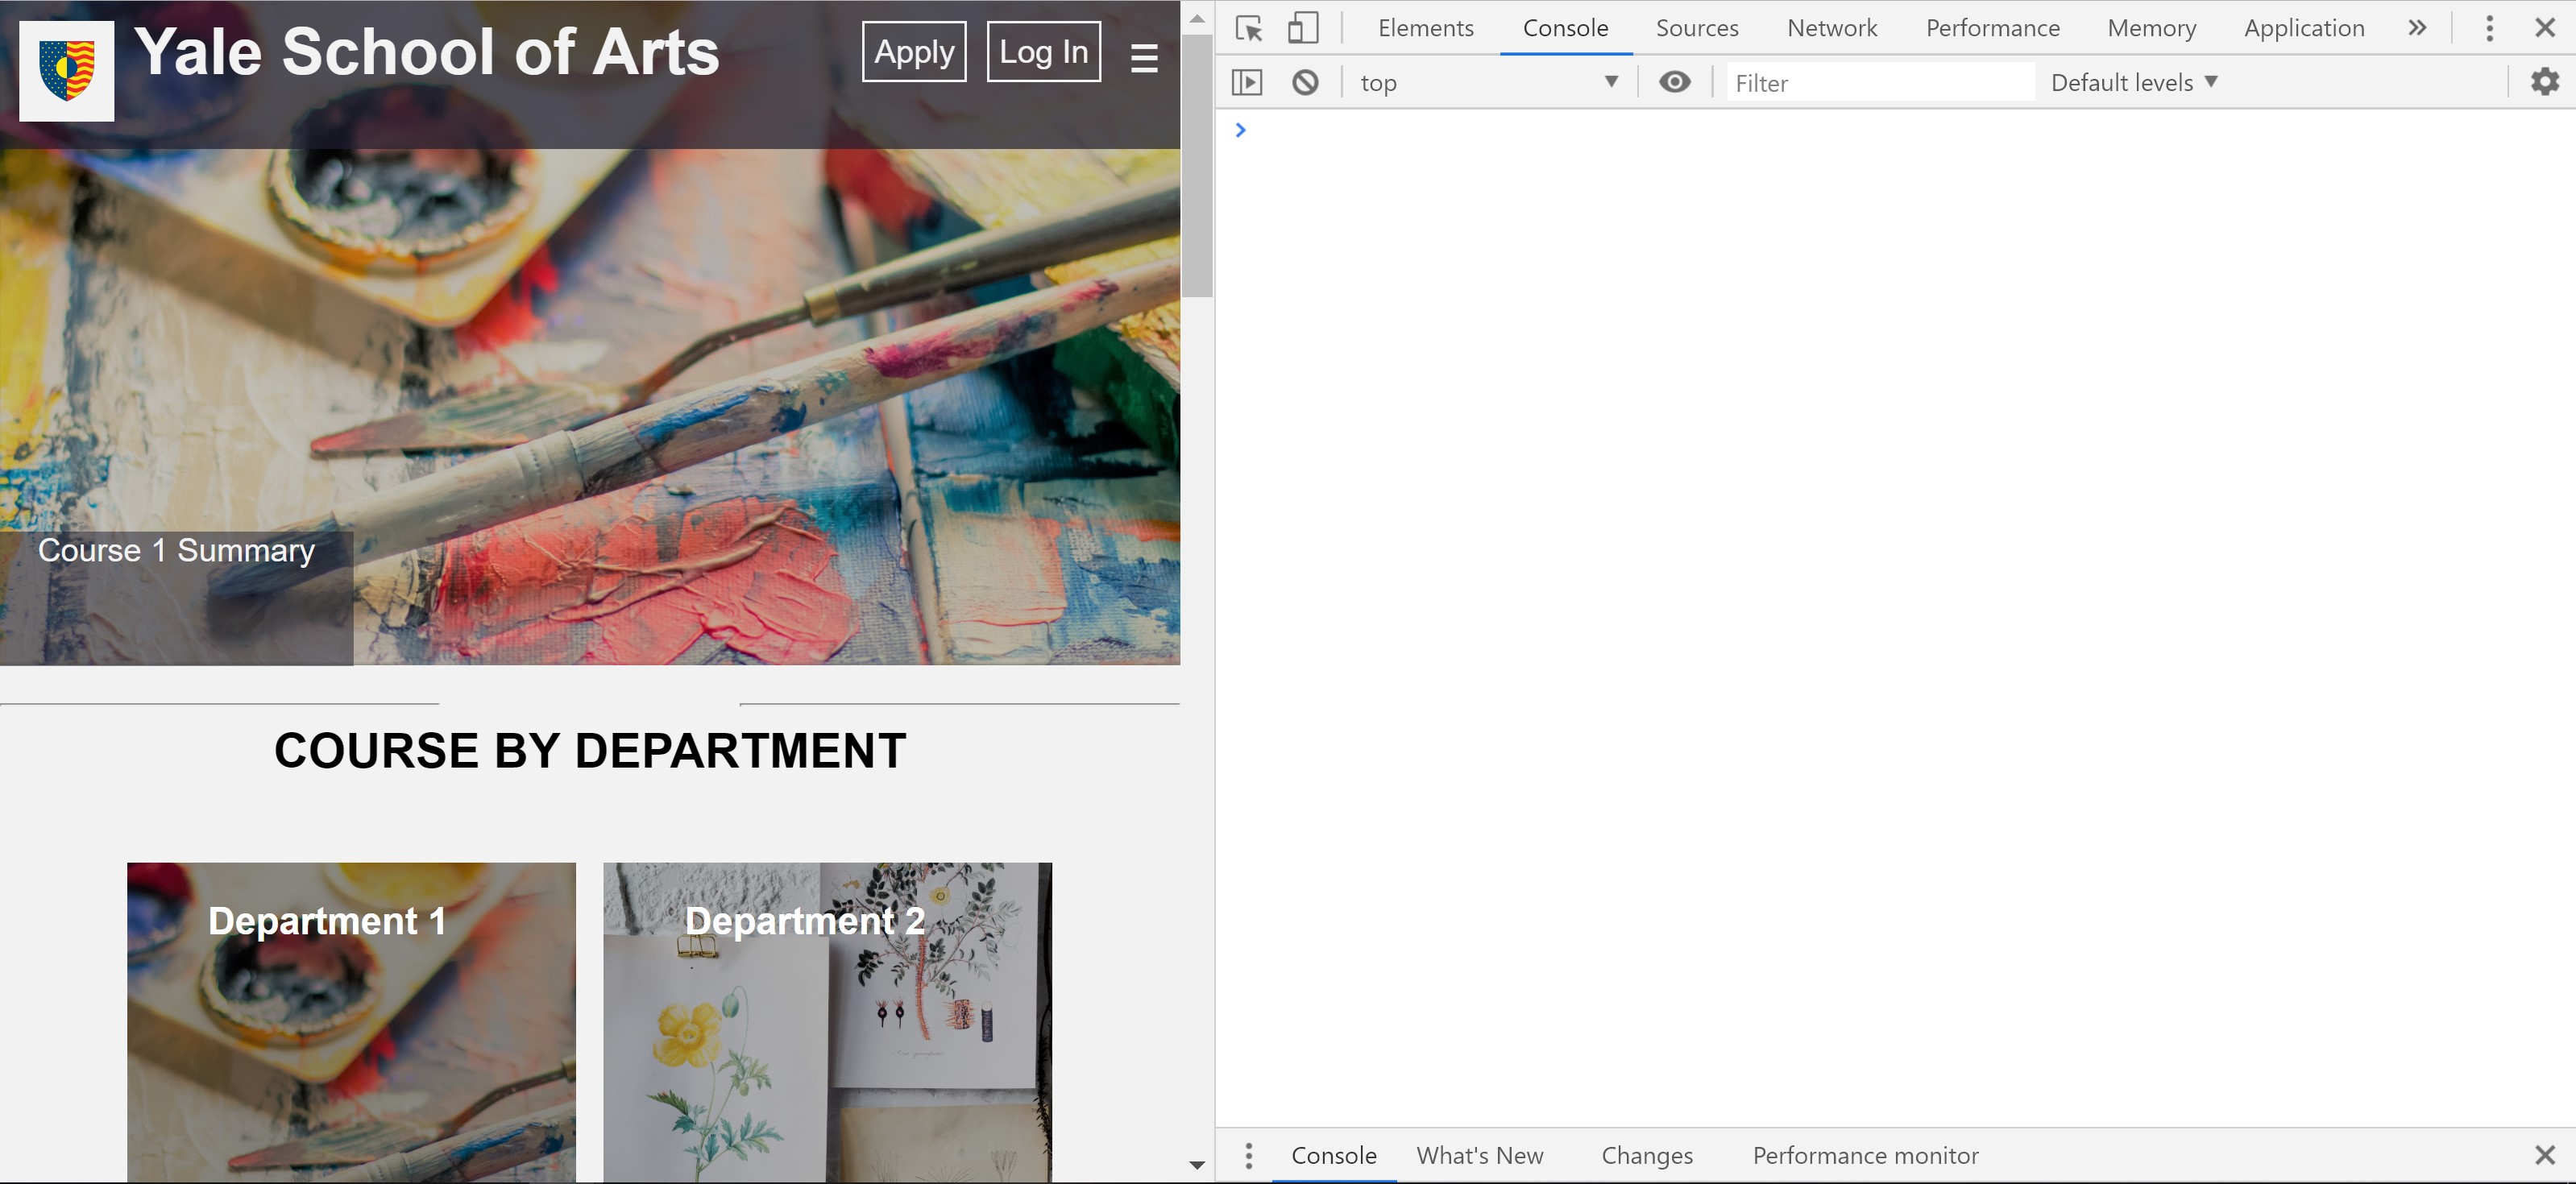 Yale School of Arts
Apply
Log In
Course 1 Summary
COURSE BY DEPARTMENT
Department 1
Department 2
Elements
Console
Sources
Network
Performance
Memory
Application
top
Filter
Default levels
Console
What's New
Changes
Performance monitor